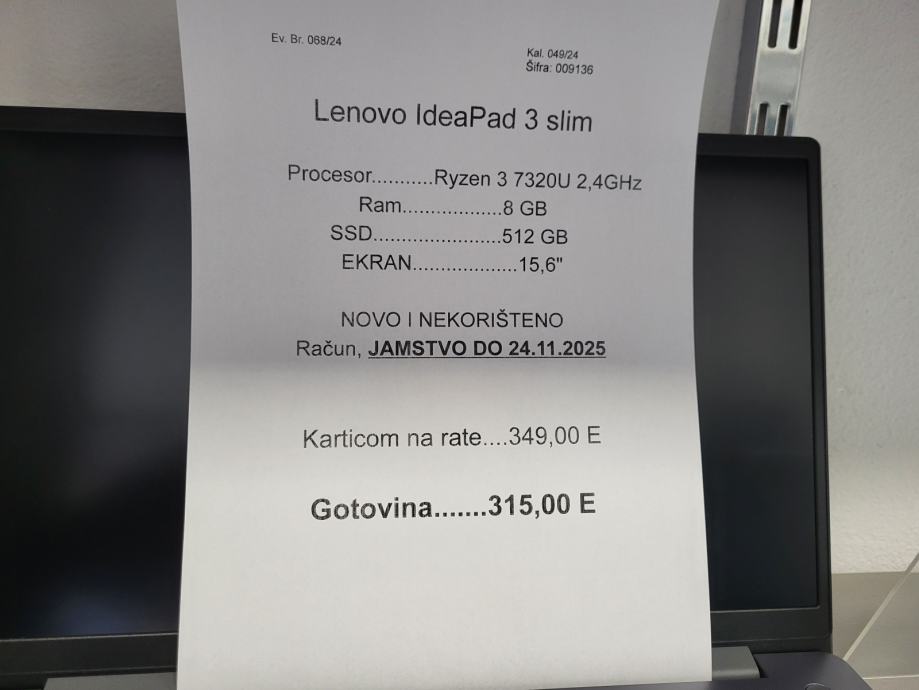 Ev. Br. 068/24
Kal. 049/24
Šifra: 009136
Lenovo IdeaPad 3 slim
Procesor...........Ryzen 3 7320U 2,4GHz
Ram..................8 GB
SSD.......................512 GB
EKRAN...................15,6"
NOVO I NEKORIŠTENO
Račun, JAMSTVO DO 24.11.2025
Karticom na rate....349,00 E
Gotovina.......315,00 E